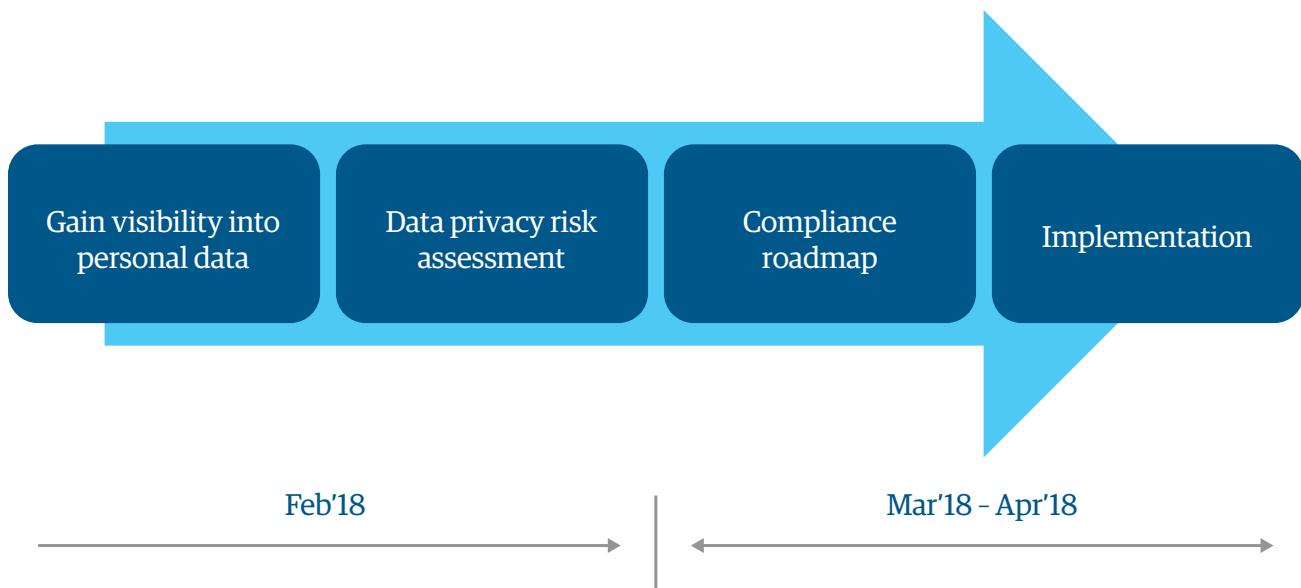 Gain visibility into
personal data
Data privacy risk
assessment
Compliance
roadmap
Implementation
Feb’18
Mar’18 – Apr’18